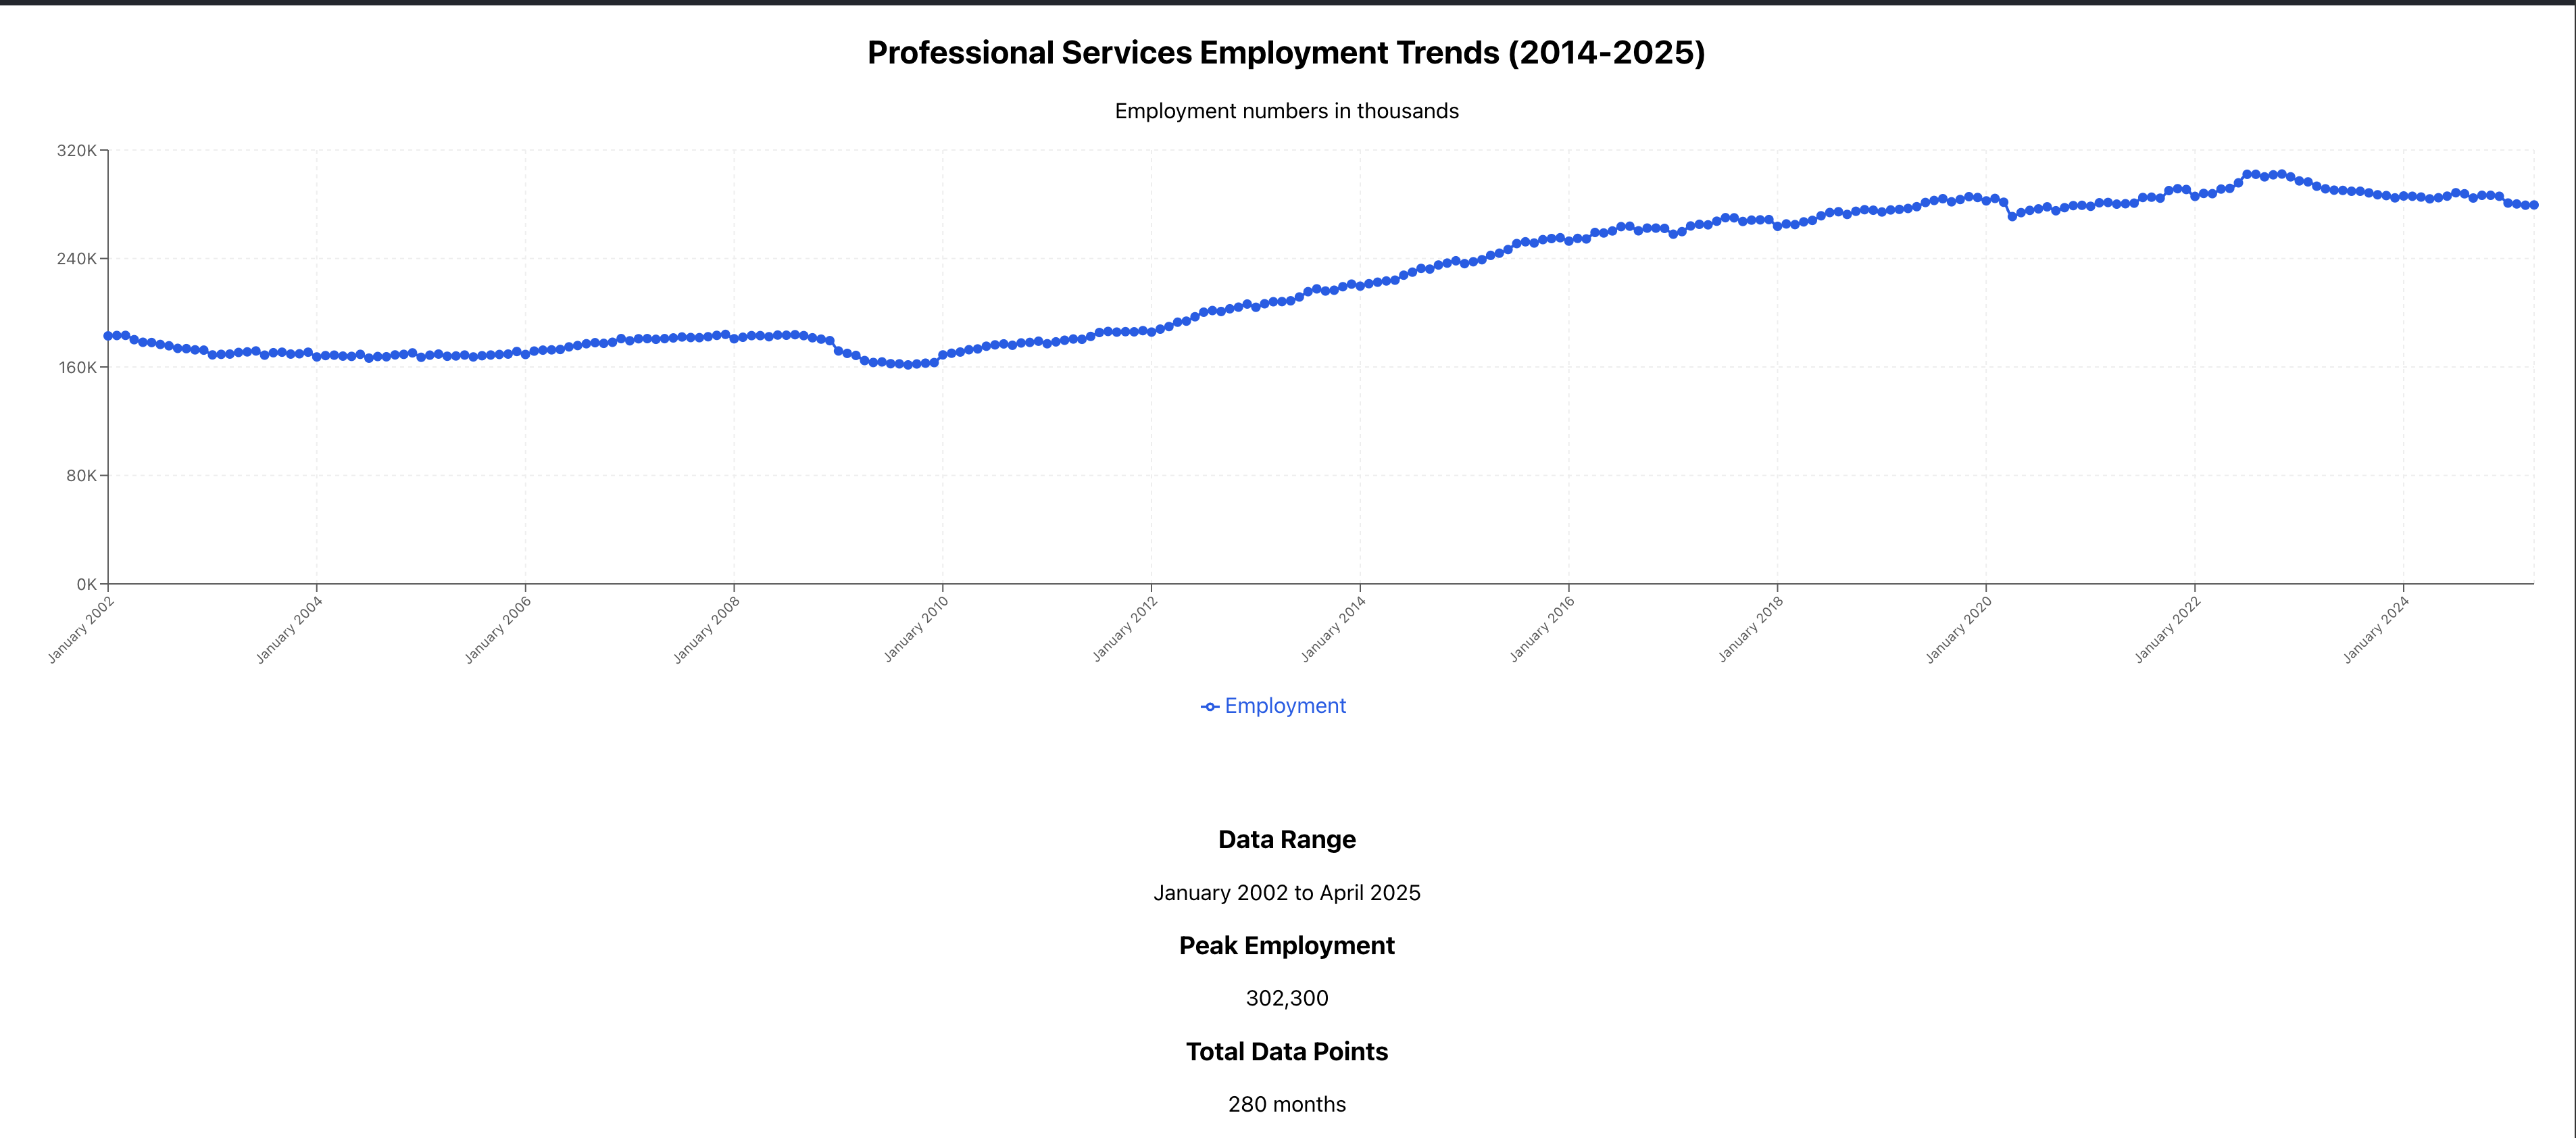 Professional Services Employment Trends (2014-2025)
Employment numbers in thousands
320K
240K
160K
80K
0K
January 2002
January 2004
January 2006
January 2008
January 2010
January 2012
January 2014
January 2016
January 2018
January 2020
January 2022
January 2024
Employment
Data Range
January 2002 to April 2025
Peak Employment
302,300
Total Data Points
280 months